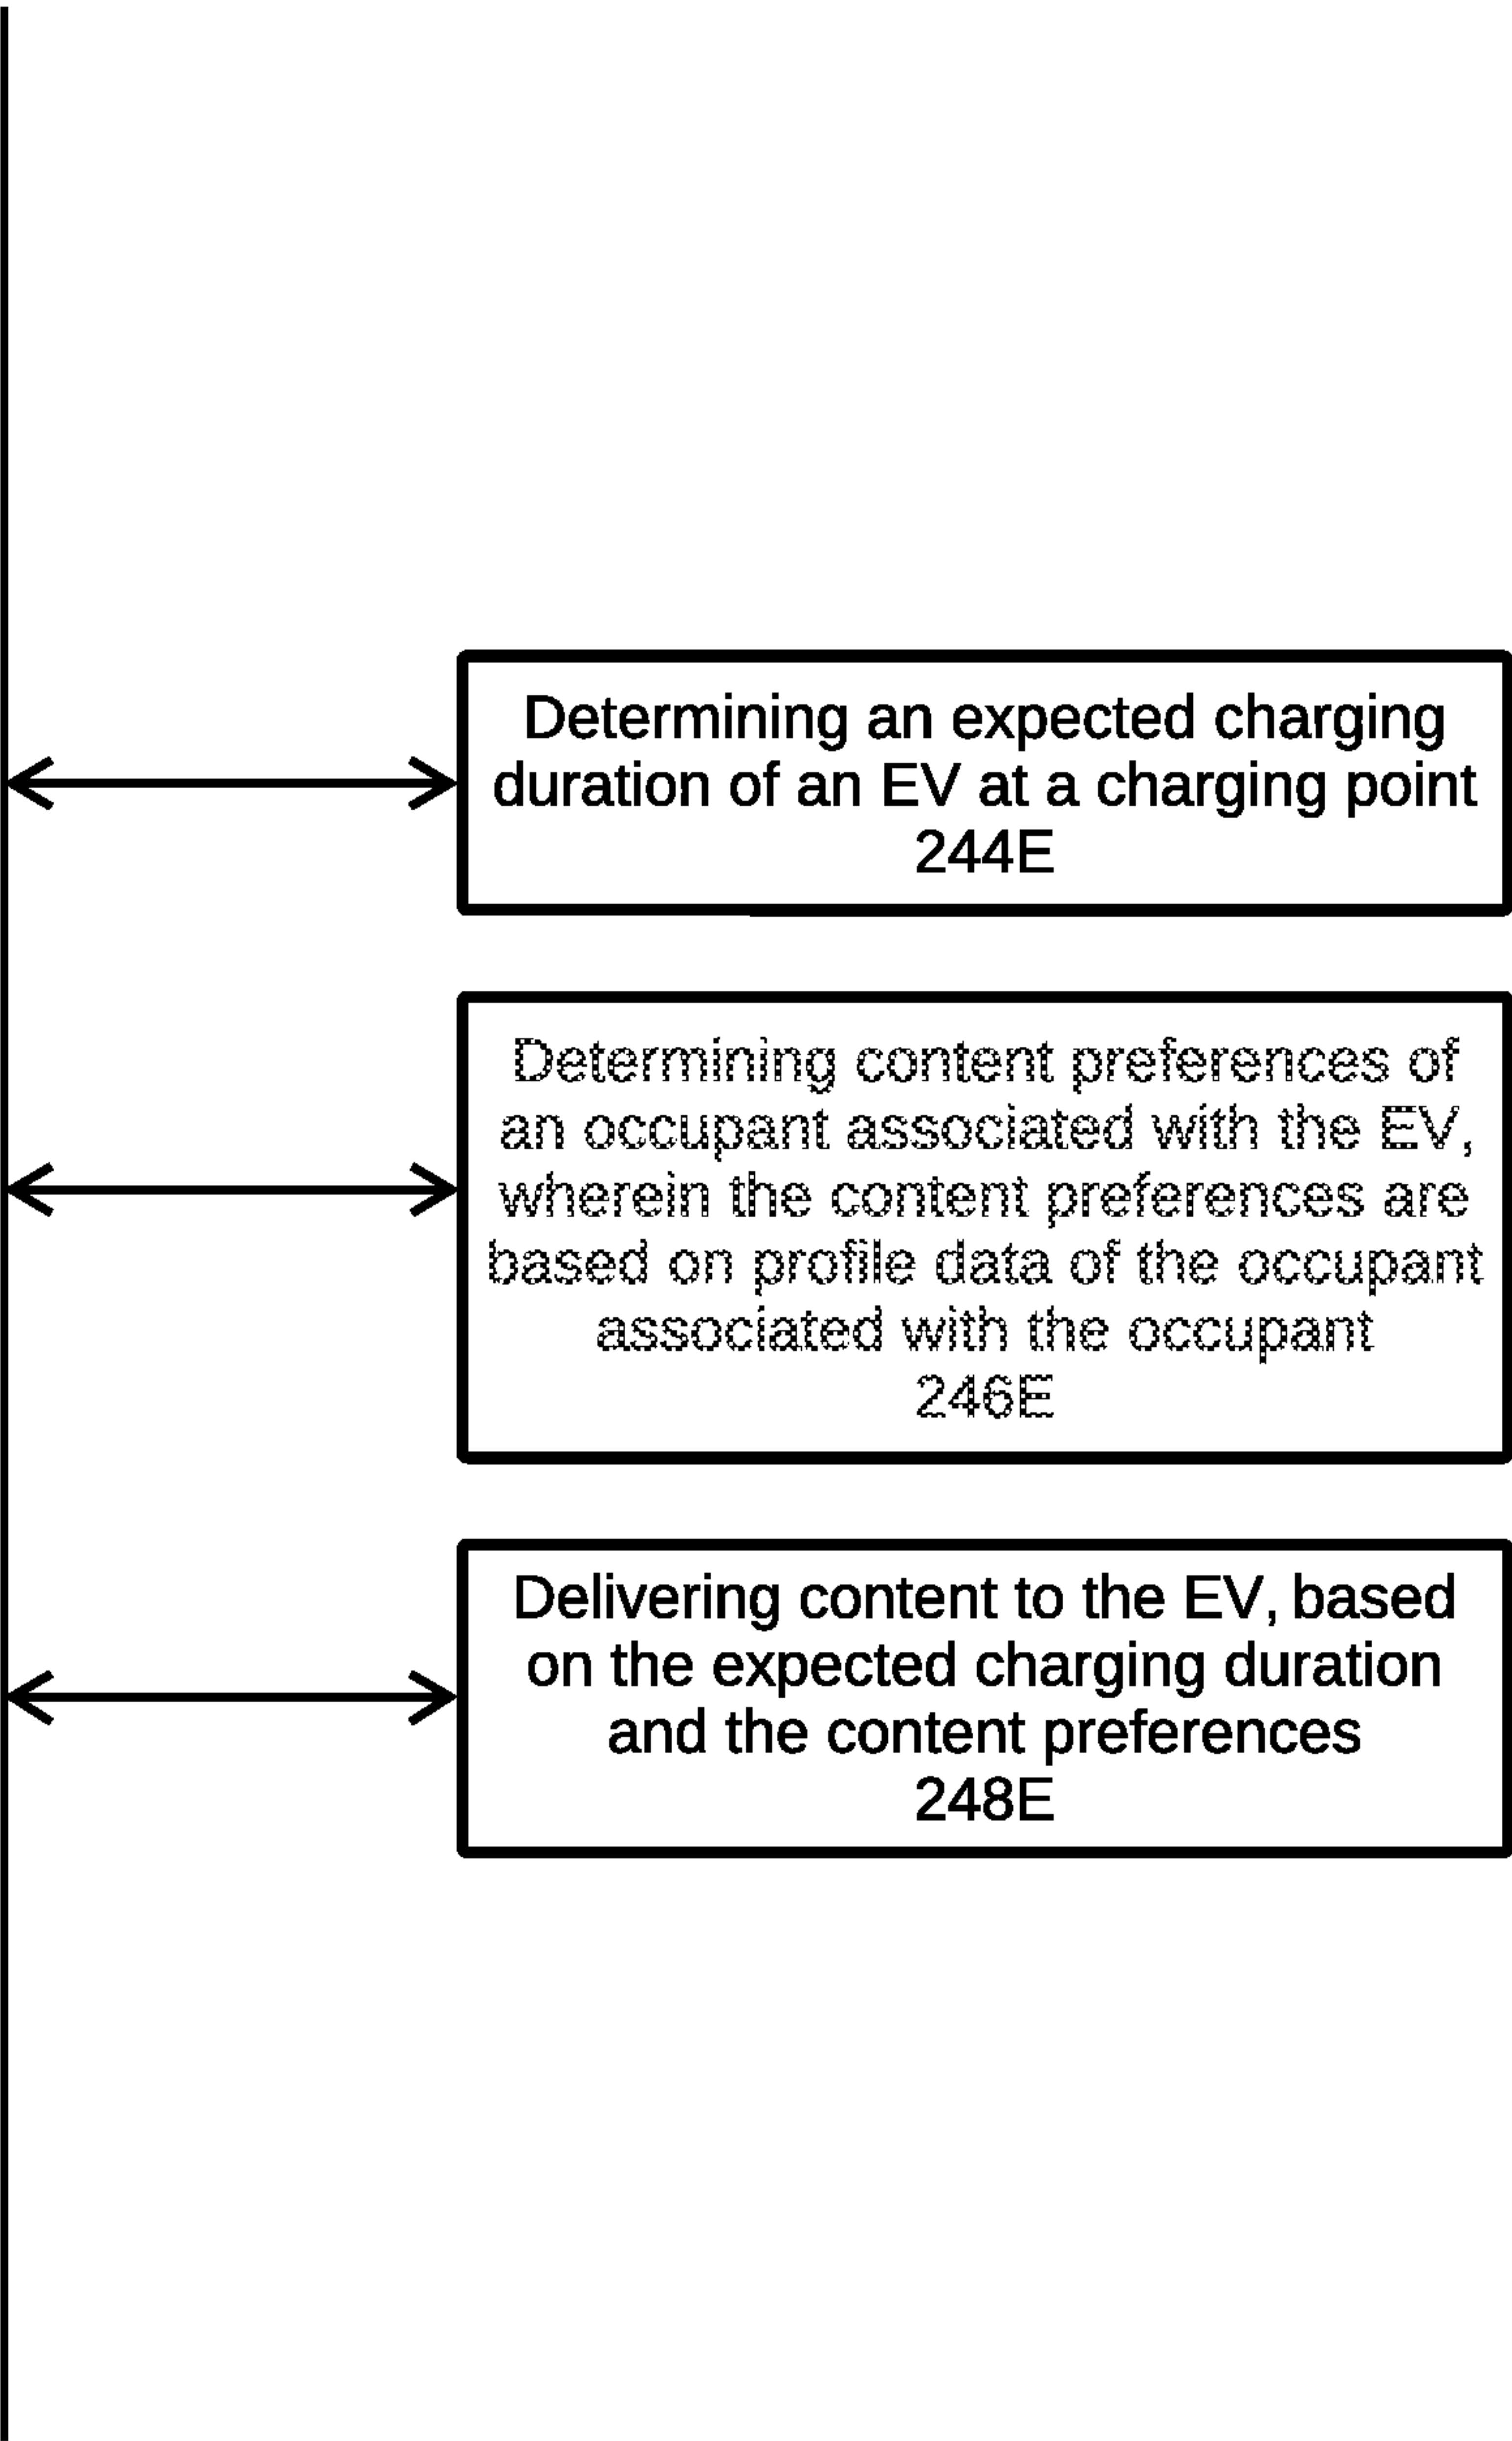 Determining an expected charging
duration of an EV at a charging point
244E
Determining content preferences of
an occupant associated with the EV,
wherein the content preferences are
based on profile data of the occupant
associated with the occupant
246E
Delivering content to the EV, based
on the expected charging duration
and the content preferences
248E